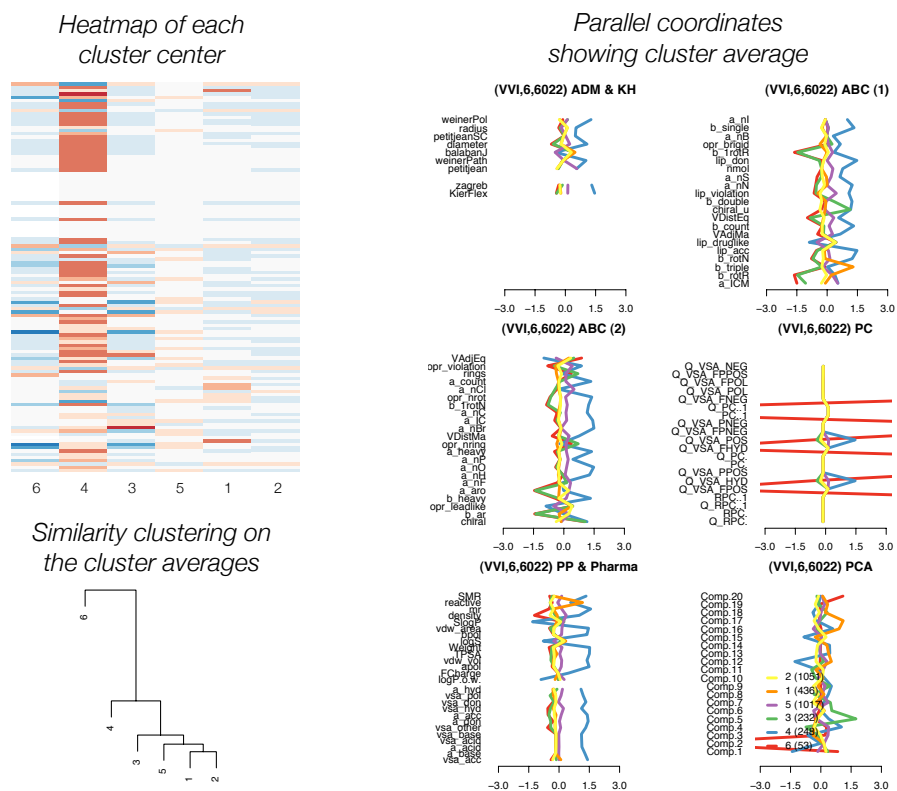 Heatmap of each
cluster center
6 4 3 5 1 2
Similarity clustering on
the cluster averages
6
4
3
5
1
2
Parallel coordinates
showing cluster average
(VVI,6,6022) ADM & KH
weinerPol
radius
petitjeanSC
diameter
balabanJ
weinerPath
petitjean
zagreb
KierFlex
−3.0 −1.5 0.0 1.5 3.0
(VVI,6,6022) ABC (1)
a_nI
b_single
a_nB
opr_brigid
b_1rotR
lip_don
nmol
a_nS
a_nN
lip_violation
b_double
chiral_u
VDistEq
b_count
VAdjMa
lip_druglike
lip_acc
b_rotN
b_triple
b_rotR
a_ICM
−3.0 −1.5 0.0 1.5 3.0
(VVI,6,6022) ABC (2)
VAdjEq
opr_violation
rings
a_count
a_nCl
opr_nrot
b_1rotN
a_nC
a_IC
a_nBr
VDistMa
opr_nring
a_heavy
a_nP
a_nO
a_nH
a_nF
a_aro
b_heavy
opr_leadlike
b_ar
chiral
−3.0 −1.5 0.0 1.5 3.0
(VVI,6,6022) PC
Q_VSA_NEG
Q_VSA_FPPOS
Q_VSA_FPOL
Q_VSA_POL
Q_VSA_FNEG
Q_PC..1
PC..1
Q_VSA_PNEG
Q_VSA_FPNEG
Q_VSA_POS
Q_VSA_FHYD
Q_PC.
PC.
Q_VSA_PPOS
Q_VSA_HYD
Q_VSA_FPOS
RPC..1
Q_RPC..1
RPC.
Q_RPC.
−3.0 −1.5 0.0 1.5 3.0
(VVI,6,6022) PP & Pharma
SMR
reactive
mr
density
SlogP
vdw_area
bpol
logS
Weight
TPSA
vdw_vol
apol
FCharge
logP.o.w.
a_hyd
vsa_pol
vsa_don
vsa_hyd
a_acc
a_don
vsa_other
vsa_base
vsa_acid
a_acid
a_base
vsa_acc
−3.0 −1.5 0.0 1.5 3.0
(VVI,6,6022) PCA
Comp.20
Comp.19
Comp.18
Comp.17
Comp.16
Comp.15
Comp.14
Comp.13
Comp.12
Comp.11
Comp.10
Comp.9
Comp.8
Comp.7
Comp.6
Comp.5
Comp.4
Comp.3
Comp.2
Comp.1
2 (1051)
1 (436)
5 (1017)
3 (232)
4 (248)
6 (53)
−3.0 −1.5 0.0 1.5 3.0